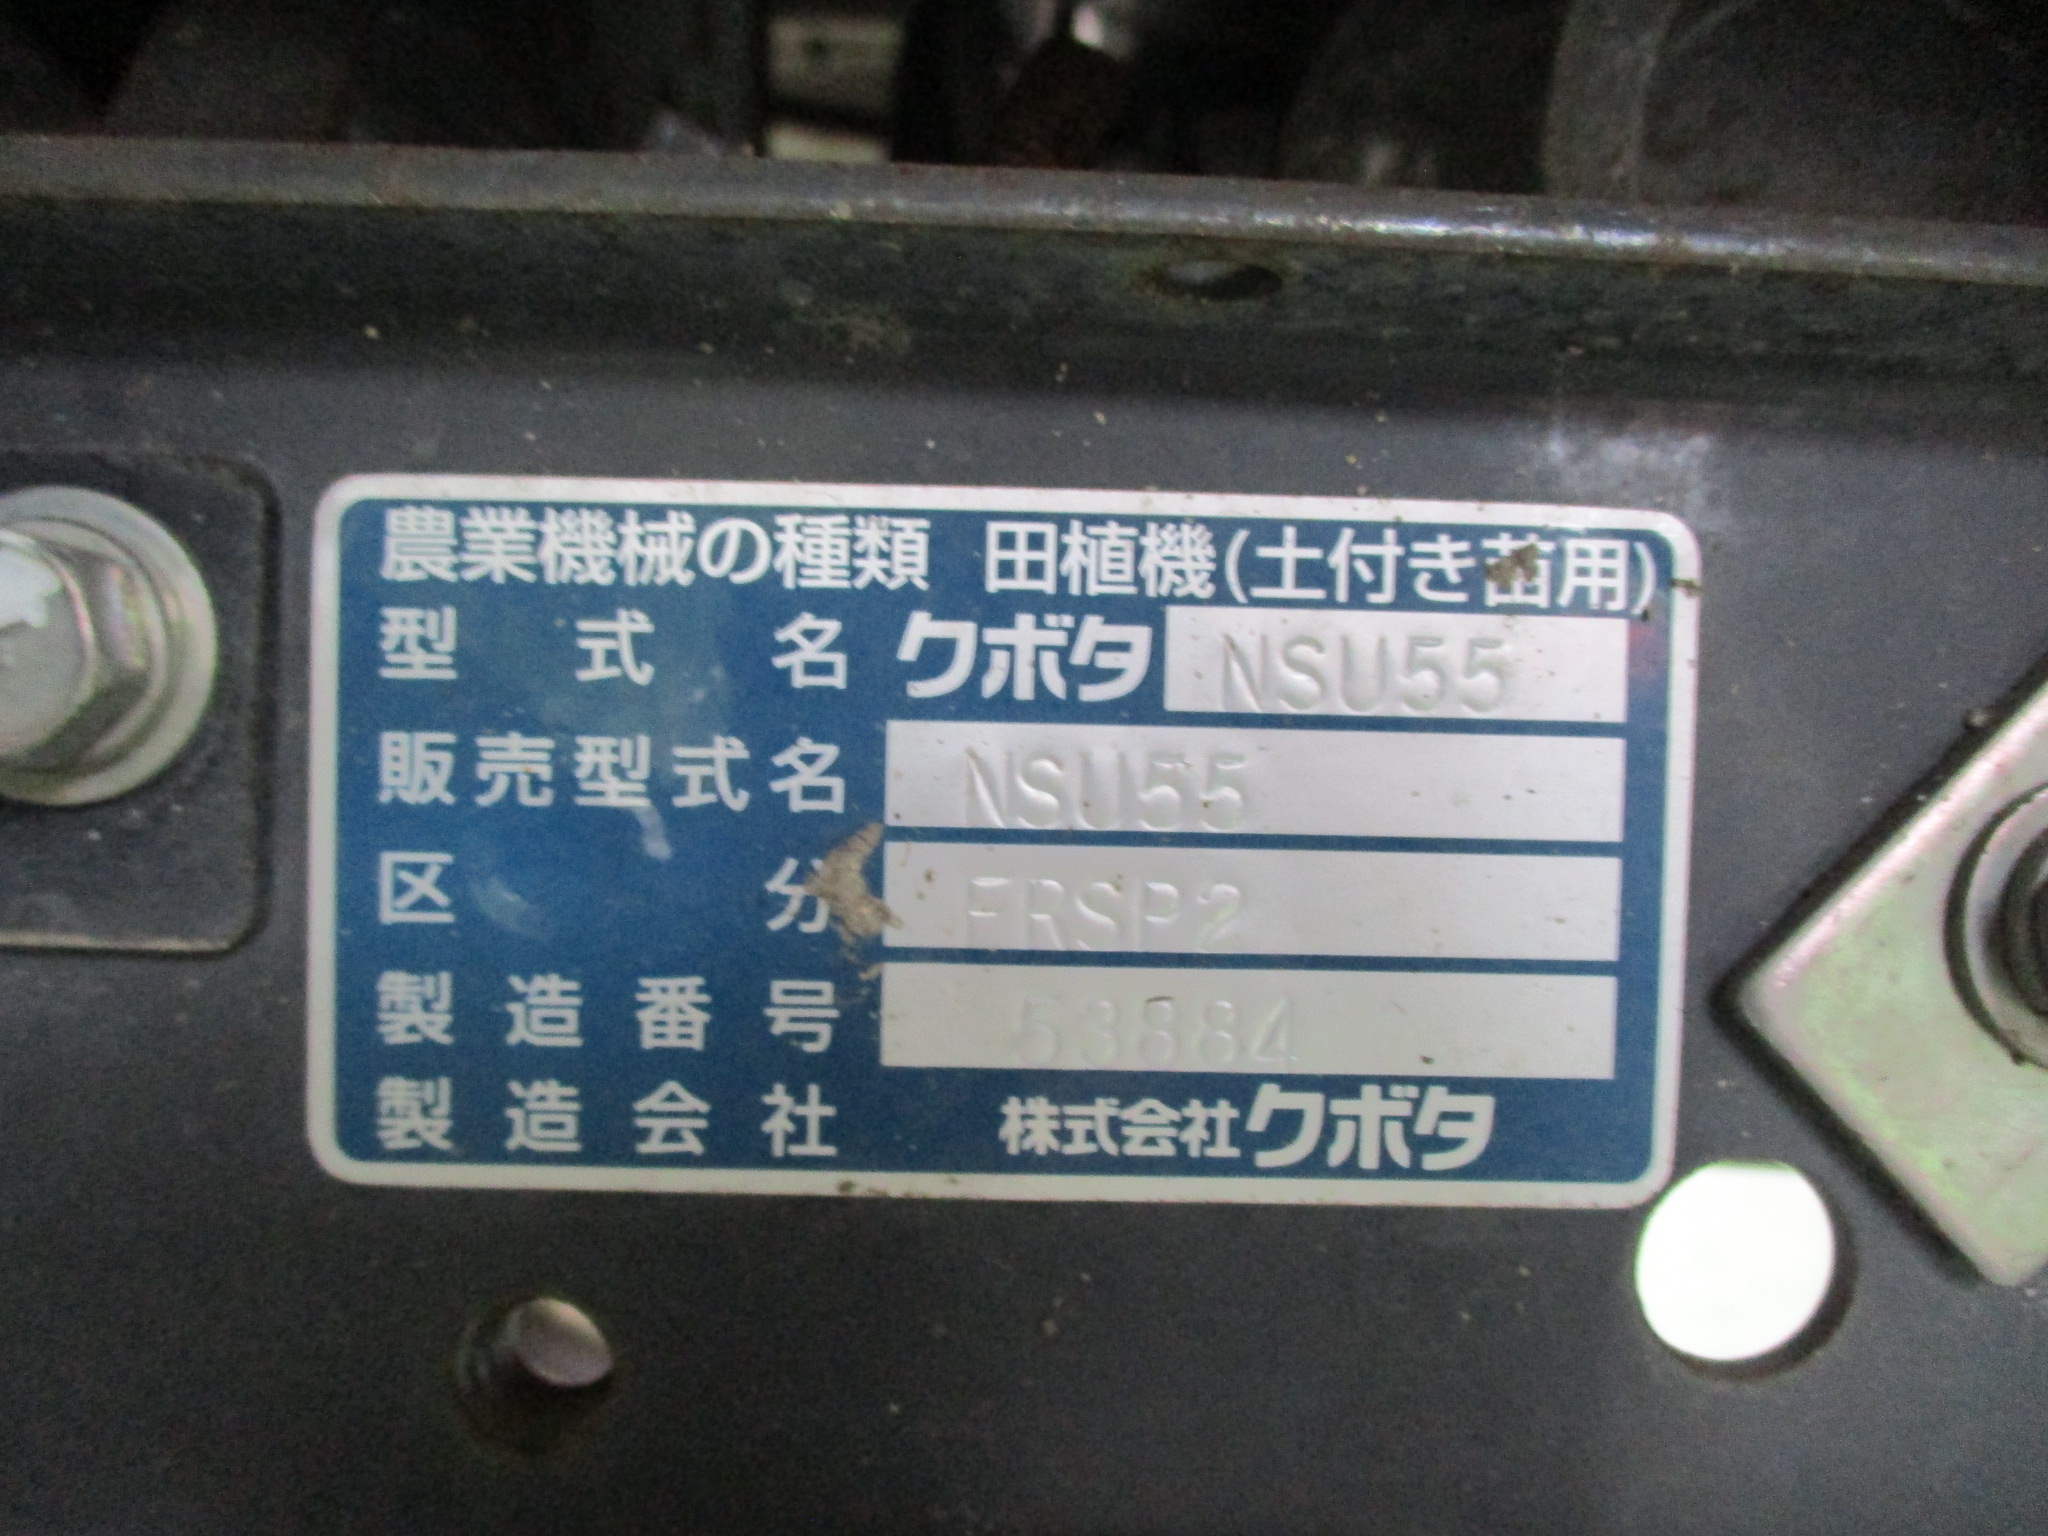 農業機械の種類 田植機(土付き苗用)
型式名 クボタ NSU55
販売型式名 NSU55
区分 FRSP2
製造番号 53884
製造会社 株式会社クボタ